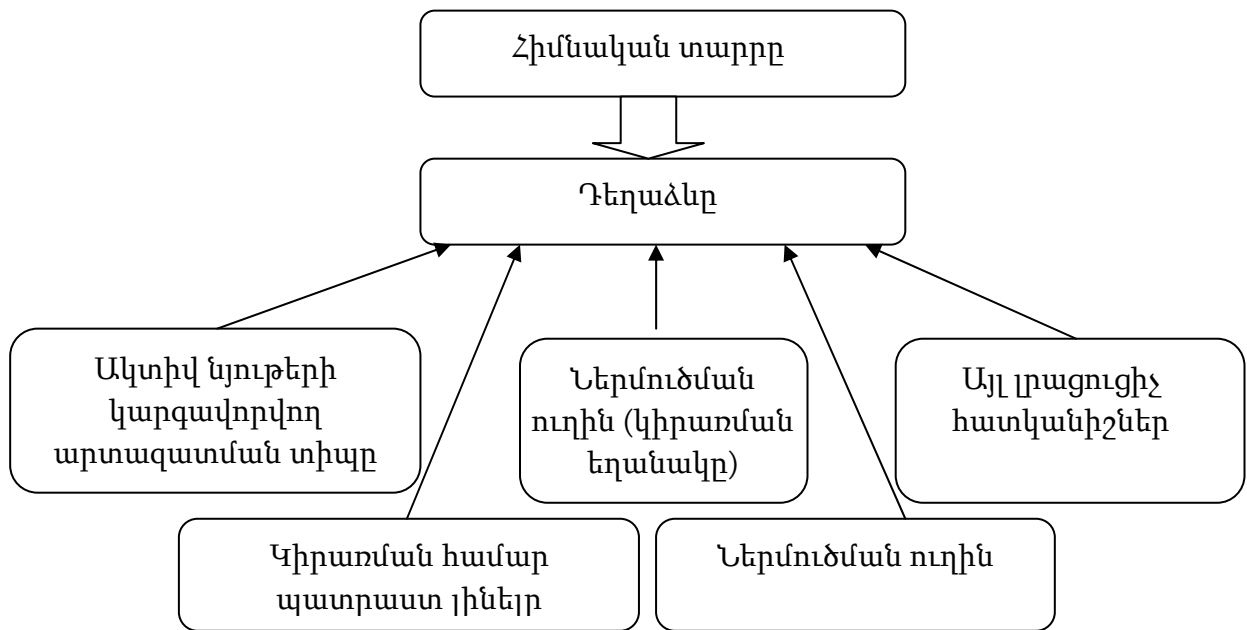 Հիմնական տարրը
Դեղաձևը
Ակտիվ նյութերի
կարգավորվող
արտազատման տիպը
Ներմուծման
ուղին (կիրառման
եղանակը)
Այլ լրացուցիչ
հատկանիշներ
Կիրառման համար
պատրաստ լինելը
Ներմուծման ուղին